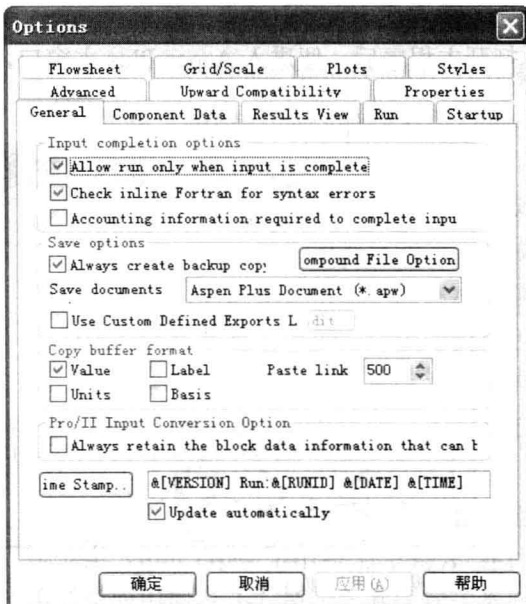 Options
Flowsheet Grid/Scale Plots Styles
Advanced Upward Compatibility Properties
General Component Data Results View Run Startup
Input completion options
Allow run only when input is complete
Check inline Fortran for syntax errors
Accounting information required to complete inpu
Save options
Always create backup copy ompound File Option
Save documents Aspen Plus Document (*.apw)
Use Custom Defined Exports L dit
Copy buffer format
Value Label Paste link 500
Units Basis
Pro/II Input Conversion Option
Always retain the block data information that can b
ime Stamp.. &[VERSION] Run:&[RUNID] &[DATE] &[TIME]
Update automatically
确定 取消 应用(A) 帮助